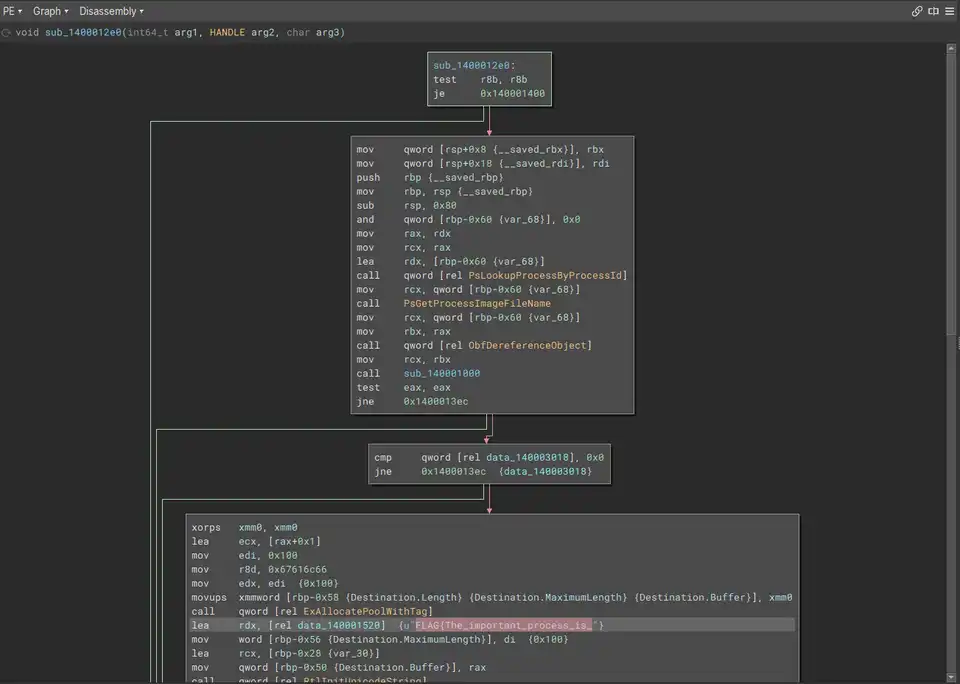 PE ▾ Graph ▾ Disassembly ▾
void sub_1400012e0(int64_t arg1, HANDLE arg2, char arg3)
sub_1400012e0:
test r8b, r8b
je 0x140001400
mov qword [rsp+0x8 {__saved_rbx}], rbx
mov qword [rsp+0x18 {__saved_rdi}], rdi
push rbp {__saved_rbp}
mov rbp, rsp {__saved_rbp}
sub rsp, 0x80
and qword [rbp-0x60 {var_68}], 0x0
mov rax, rdx
mov rcx, rax
lea rdx, [rbp-0x60 {var_68}]
call qword [rel PsLookupProcessByProcessId]
mov rcx, qword [rbp-0x60 {var_68}]
call PsGetProcessImageFileName
mov rcx, qword [rbp-0x60 {var_68}]
mov rbx, rax
call qword [rel ObfDereferenceObject]
mov rcx, rbx
call sub_140001000
test eax, eax
jne 0x1400013ec
cmp qword [rel data_140003018], 0x0
jne 0x1400013ec {data_140003018}
xorps xmm0, xmm0
lea ecx, [rax+0x1]
mov edi, 0x100
mov r8d, 0x67616c66
mov edx, edi {0x100}
movups xmmword [rbp-0x58 {Destination.Length} {Destination.MaximumLength} {Destination.Buffer}], xmm0
call qword [rel ExAllocatePoolWithTag]
lea rdx, [rel data_140001520] {u"FLAG{The_important_process_is_"}
mov word [rbp-0x56 {Destination.MaximumLength}], di {0x100}
lea rcx, [rbp-0x28 {var_30}]
mov qword [rbp-0x50 {Destination.Buffer}], rax
call qword [rel RtlInitUnicodeString]